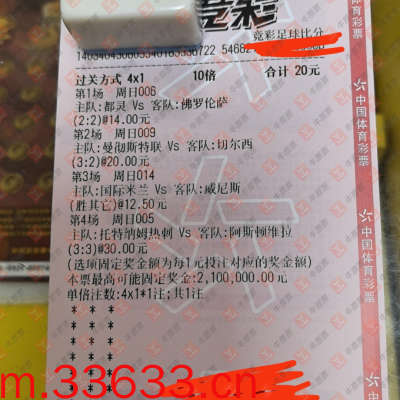 竞彩
竞彩足球比分
过关方式 4x1 10倍 合计 20元
第1场 周日006
主队:都灵 Vs 客队:佛罗伦萨
(2:2)@14.00元
第2场 周日009
主队:曼彻斯特联 Vs 客队:切尔西
(3:2)@20.00元
第3场 周日014
主队:国际米兰 Vs 客队:威尼斯
(胜其它)@12.50元
第4场 周日005
主队:托特纳姆热刺 Vs 客队:阿斯顿维拉
(3:3)@30.00元
(选项固定奖金额为每1元投注对应的奖金额)
本票最高可能固定奖金:2,100,000.00元
单倍注数:4x1*1注;共1注
* * *
* * *
* * *
* * *
* * *
m.33633.cn
中国体育彩票
中国体育彩票